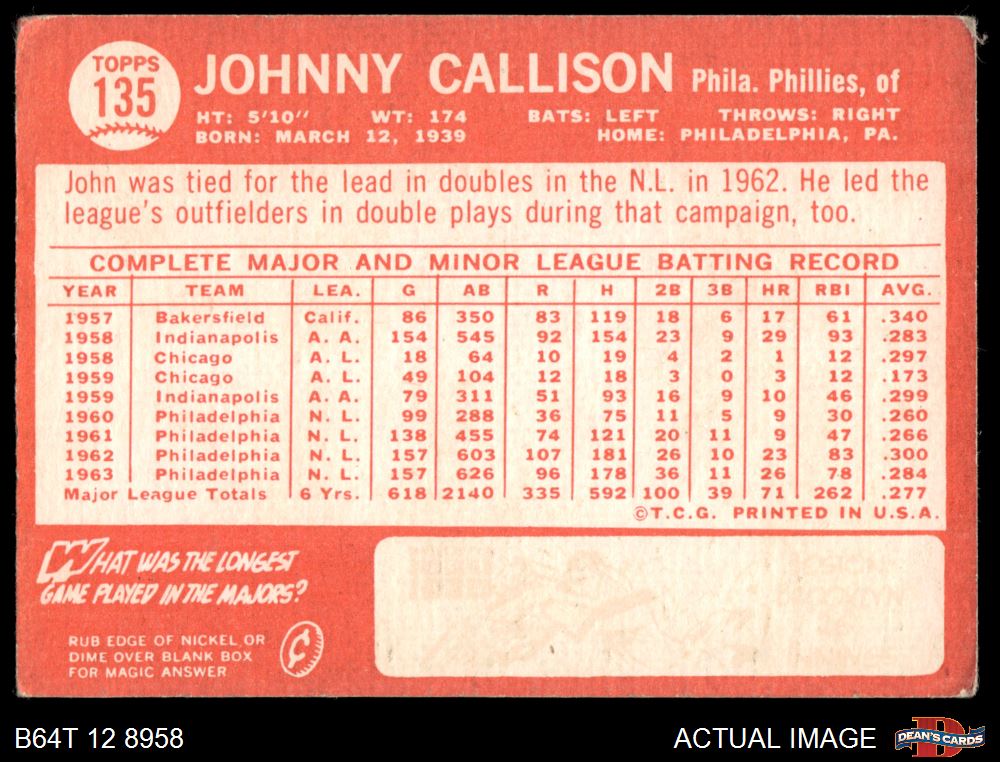 TOPPS
135
JOHNNY CALLISON Phila. Phillies, of
HT: 5'10" WT: 174 BATS: LEFT THROWS: RIGHT
BORN: MARCH 12, 1939 HOME: PHILADELPHIA, PA.
John was tied for the lead in doubles in the N.L. in 1962. He led the
league's outfielders in double plays during that campaign, too.
COMPLETE MAJOR AND MINOR LEAGUE BATTING RECORD
YEAR TEAM LEA. G AB R H 2B 3B HR RBI AVG.
1957 Bakersfield Calif. 86 350 83 119 18 6 17 61 .340
1958 Indianapolis A. A. 154 545 92 154 23 9 29 93 .283
1958 Chicago A. L. 18 64 10 19 4 2 1 12 .297
1959 Chicago A. L. 49 104 12 18 3 0 3 12 .173
1959 Indianapolis A. A. 79 311 51 93 16 9 10 46 .299
1960 Philadelphia N. L. 99 288 36 75 11 5 9 30 .260
1961 Philadelphia N. L. 138 455 74 121 20 11 9 47 .266
1962 Philadelphia N. L. 157 603 107 181 26 10 23 83 .300
1963 Philadelphia N. L. 157 626 96 178 36 11 26 78 .284
Major League Totals 6 Yrs. 618 2140 335 592 100 39 71 262 .277
©T.C.G. PRINTED IN U.S.A.
WHAT WAS THE LONGEST
GAME PLAYED IN THE MAJORS?
RUB EDGE OF NICKEL OR
DIME OVER BLANK BOX
FOR MAGIC ANSWER
¢
B64T 12 8958 ACTUAL IMAGE DEAN'S CARDS